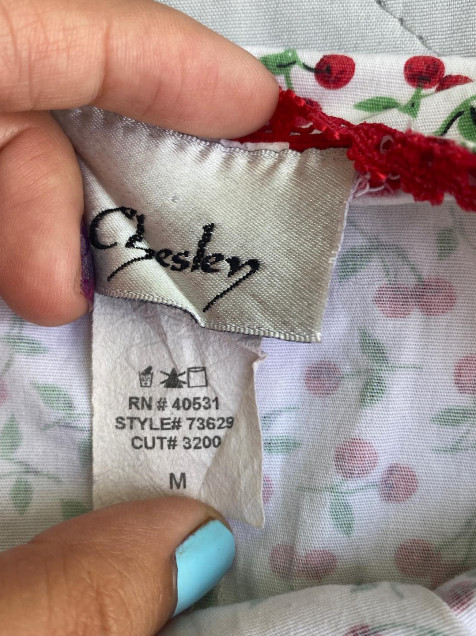 Chesley
RN # 40531
STYLE# 73629
CUT# 3200
M